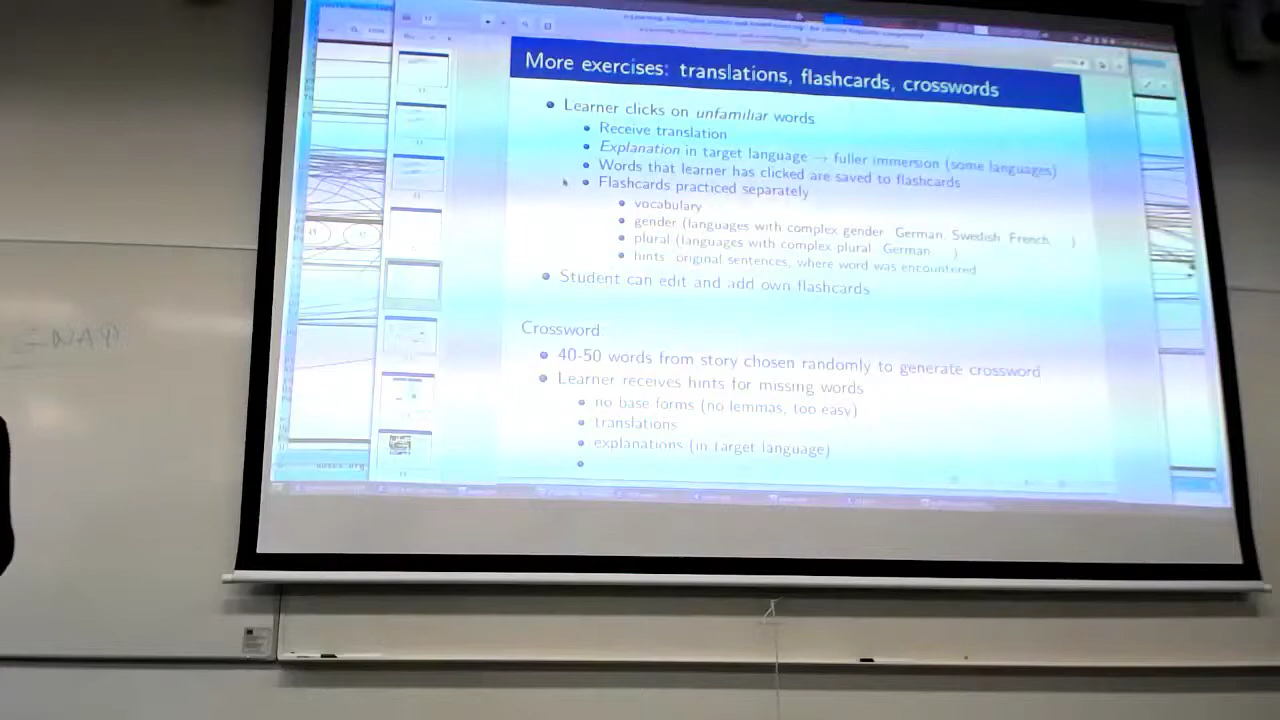 More exercises: translations, flashcards, crosswords
Learner clicks on unfamiliar words
Receive translation
Explanation in target language → fuller immersion (some languages)
Words that learner has clicked are saved to flashcards
Flashcards practiced separately
vocabulary
gender (languages with complex gender German, Swedish French )
plural (languages with complex plural German )
hints original sentences, where word was encountered
Student can edit and add own flashcards
Crossword
40-50 words from story chosen randomly to generate crossword
Learner receives hints for missing words
no base forms (no lemmas, too easy)
translations
explanations (in target language)